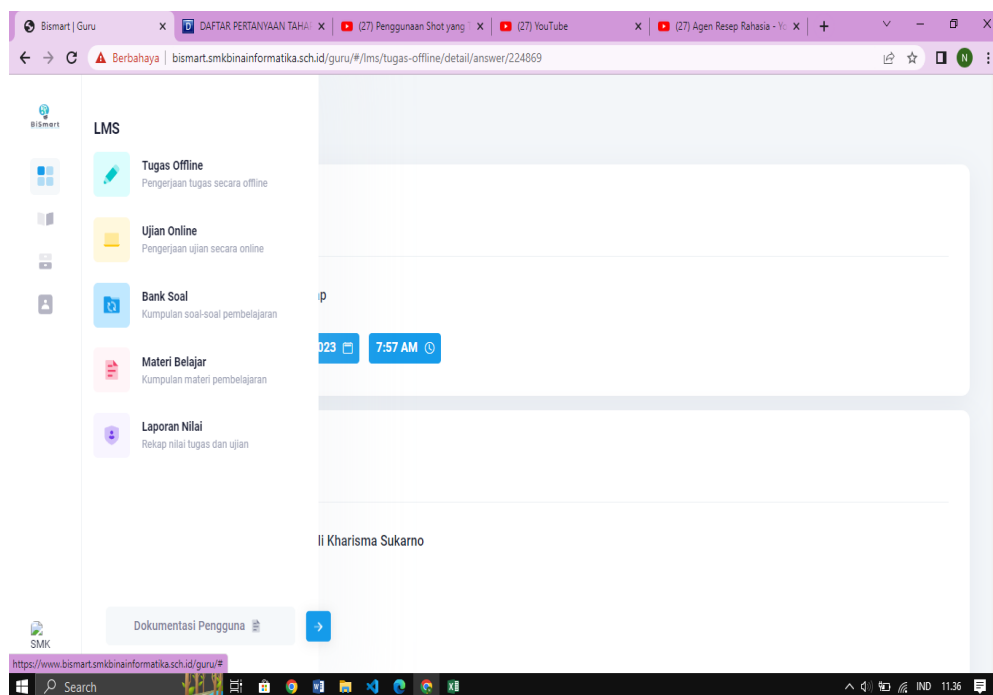 Bismart | Guru
DAFTAR PERTANYAAN TAHA
(27) Penggunaan Shot yang T
(27) YouTube
(27) Agen Resep Rahasia - Yo
Berbahaya | bismart.smkbinainformatika.sch.id/guru/#/lms/tugas-offline/detail/answer/224869
N
BiSmart
LMS
Tugas Offline
Pengerjaan tugas secara offline
Ujian Online
Pengerjaan ujian secara online
Bank Soal
Kumpulan soal-soal pembelajaran
ap
023
7:57 AM
Materi Belajar
Kumpulan materi pembelajaran
Laporan Nilai
Rekap nilai tugas dan ujian
li Kharisma Sukarno
Dokumentasi Pengguna
SMK
https://www.bismart.smkbinainformatika.sch.id/guru/#
Search
IND 11.36